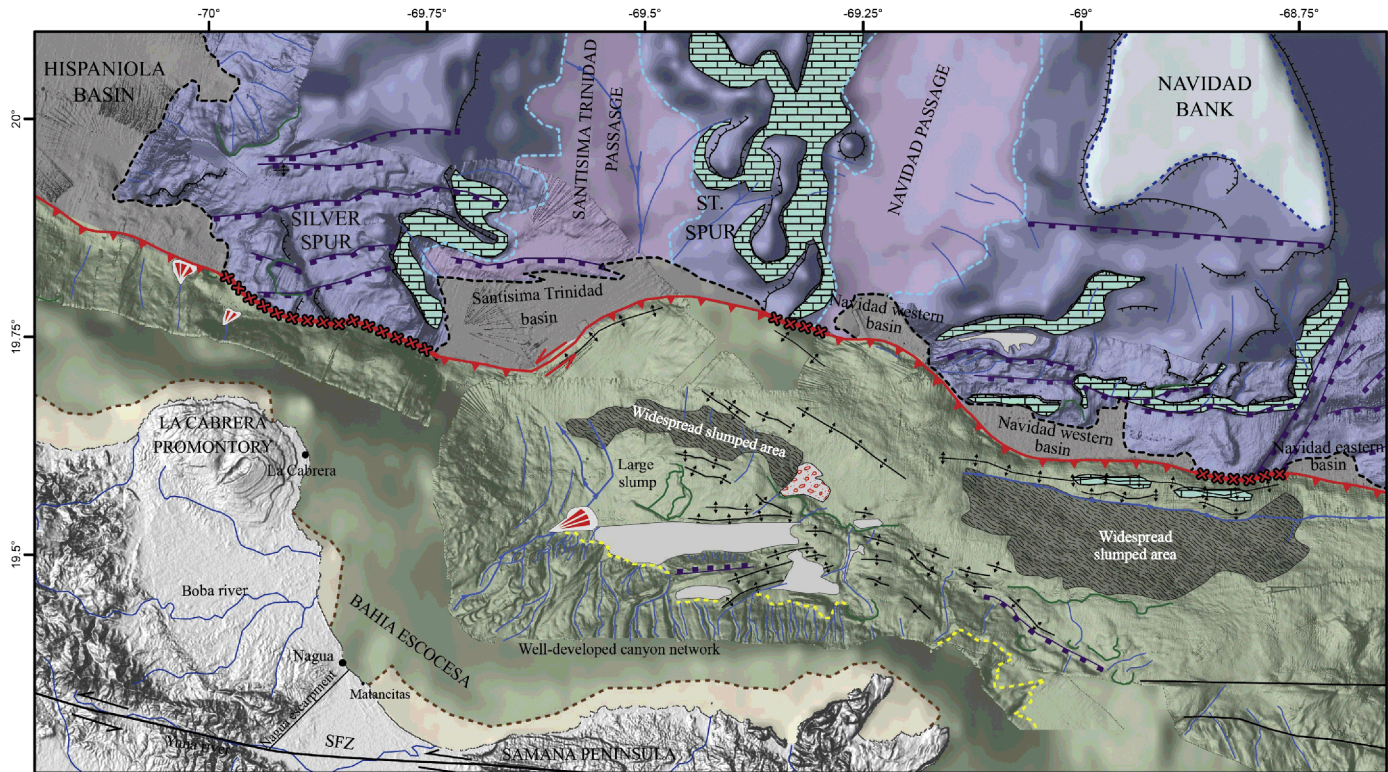 -70°
-69.75°
-69.5°
-69.25°
-69°
-68.75°
20°
19.75°
19.5°
HISPANIOLA
BASIN
SANTISIMA TRINIDAD
PASSASGE
NAVIDAD PASSAGE
NAVIDAD
BANK
SILVER
SPUR
ST.
SPUR
Santisima Trinidad
basin
Navidad western
basin
Navidad western
basin
Navidad eastern
basin
LA CABRERA
PROMONTORY
La Cabrera
Widespread slumped area
Large
slump
Widespread
slumped area
Boba river
BAHIA ESCOCESA
Well-developed canyon network
Nagua
Matancitas
Nagua escarpment
Yuna river
SFZ
SAMANA PENINSULA